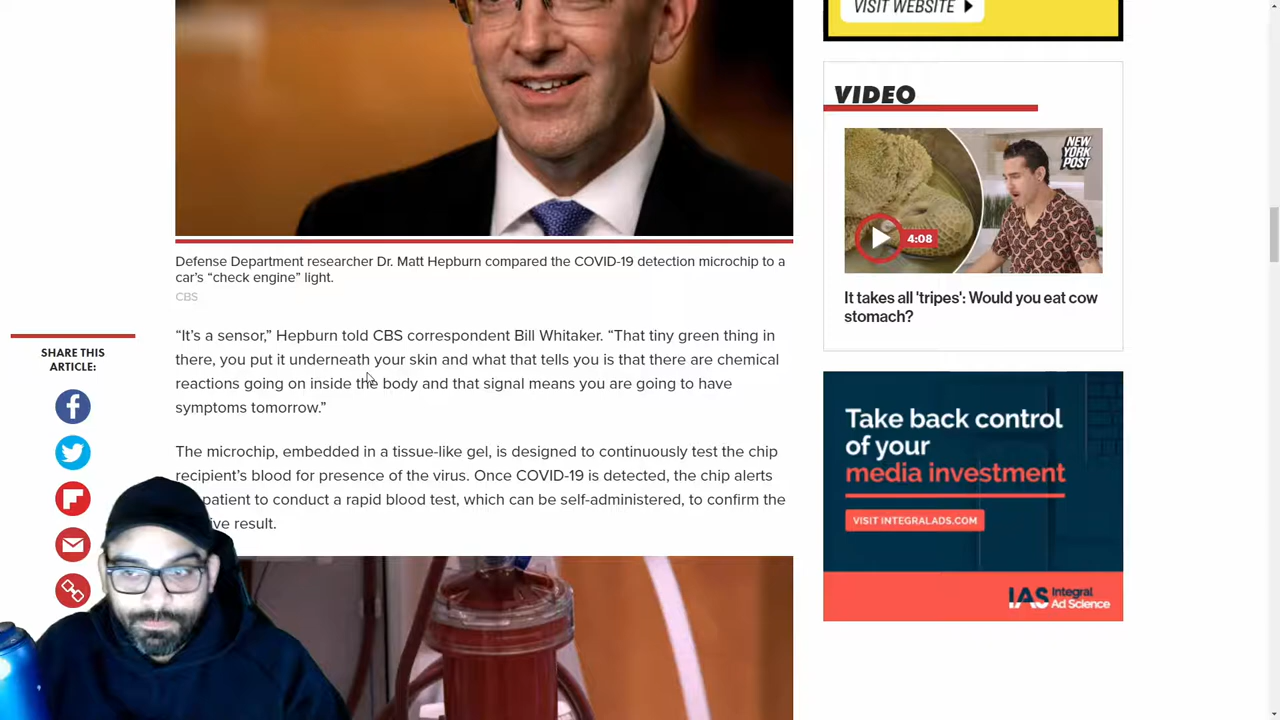 VISIT WEBSITE
VIDEO
NEW
YORK
POST
4:08
It takes all 'tripes': Would you eat cow
stomach?
Defense Department researcher Dr. Matt Hepburn compared the COVID-19 detection microchip to a
car's “check engine” light.
CBS
“It's a sensor,” Hepburn told CBS correspondent Bill Whitaker. “That tiny green thing in
there, you put it underneath your skin and what that tells you is that there are chemical
reactions going on inside the body and that signal means you are going to have
symptoms tomorrow.”
SHARE THIS
ARTICLE:
The microchip, embedded in a tissue-like gel, is designed to continuously test the chip
recipient's blood for presence of the virus. Once COVID-19 is detected, the chip alerts
patient to conduct a rapid blood test, which can be self-administered, to confirm the
result.
Take back control
of your
media investment
VISIT INTEGRALADS.COM
IAS Integral
Ad Science